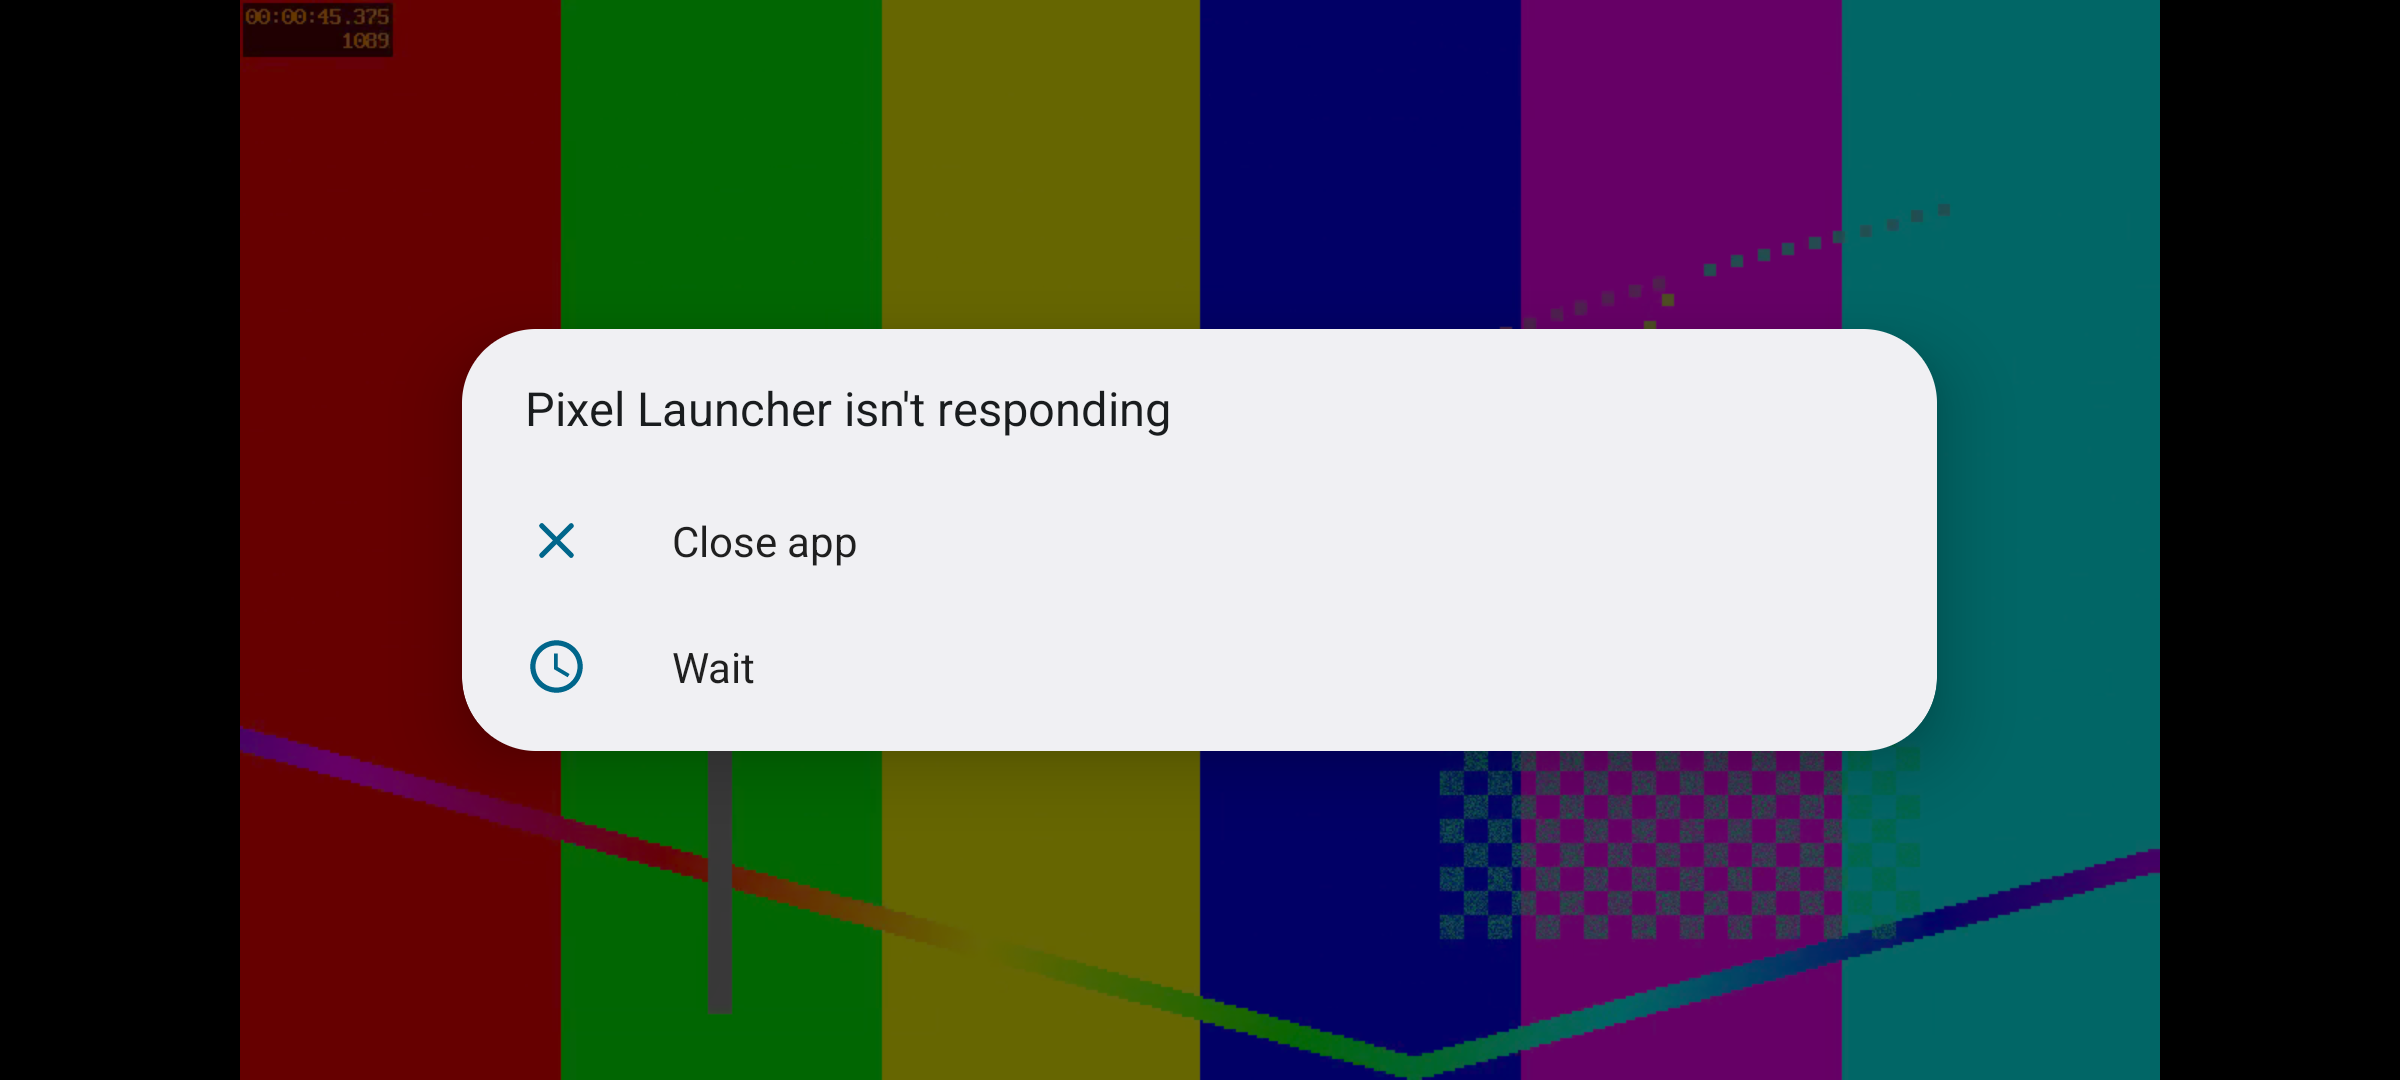 00:00:45.375
1089
Pixel Launcher isn't responding
Close app
Wait